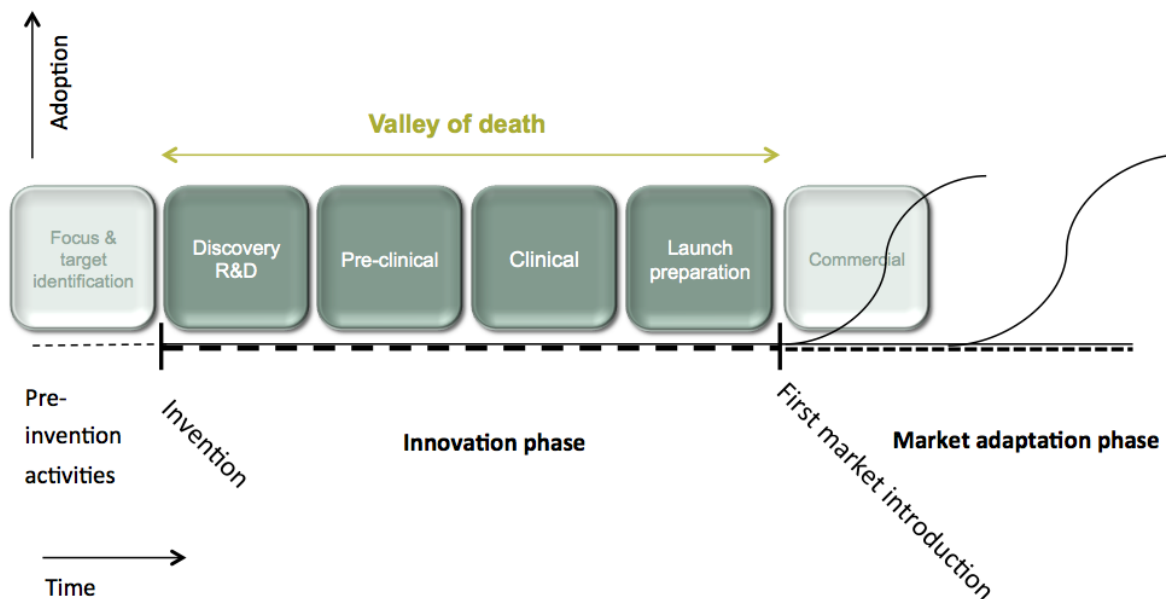 Adoption
Valley of death
Focus &
target
identification
Discovery
R&D
Pre-clinical
Clinical
Launch
preparation
Commercial
Pre-
invention
activities
Invention
Innovation phase
First market introduction
Market adaptation phase
Time